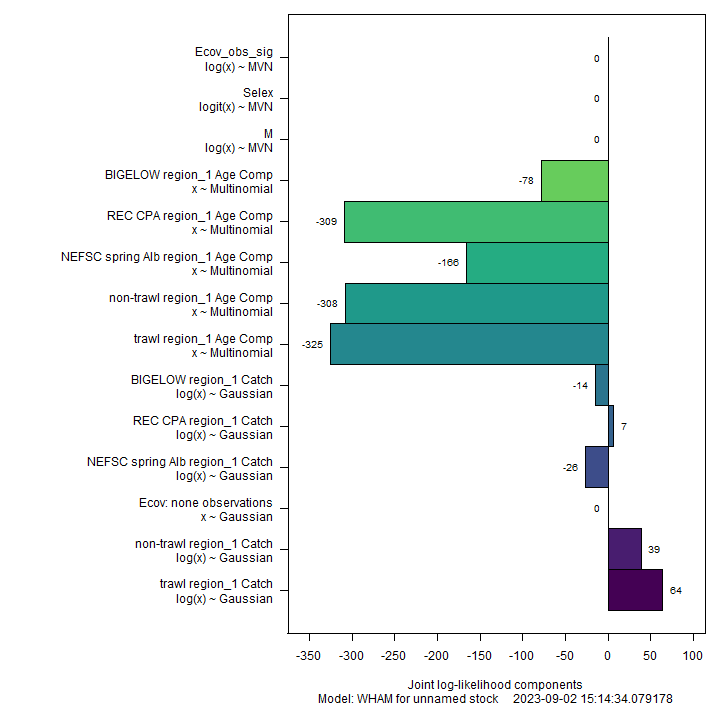 Ecov_obs_sig
log(x) ~ MVN
0
Selex
logit(x) ~ MVN
0
M
log(x) ~ MVN
0
BIGELOW region_1 Age Comp
x ~ Multinomial
-78
REC CPA region_1 Age Comp
x ~ Multinomial
-309
NEFSC spring Alb region_1 Age Comp
x ~ Multinomial
-166
non-trawl region_1 Age Comp
x ~ Multinomial
-308
trawl region_1 Age Comp
x ~ Multinomial
-325
BIGELOW region_1 Catch
log(x) ~ Gaussian
-14
REC CPA region_1 Catch
log(x) ~ Gaussian
7
NEFSC spring Alb region_1 Catch
log(x) ~ Gaussian
-26
Ecov: none observations
x ~ Gaussian
0
non-trawl region_1 Catch
log(x) ~ Gaussian
39
trawl region_1 Catch
log(x) ~ Gaussian
64
-350 -300 -250 -200 -150 -100 -50 0 50 100
Joint log-likelihood components
Model: WHAM for unnamed stock 2023-09-02 15:14:34.079178